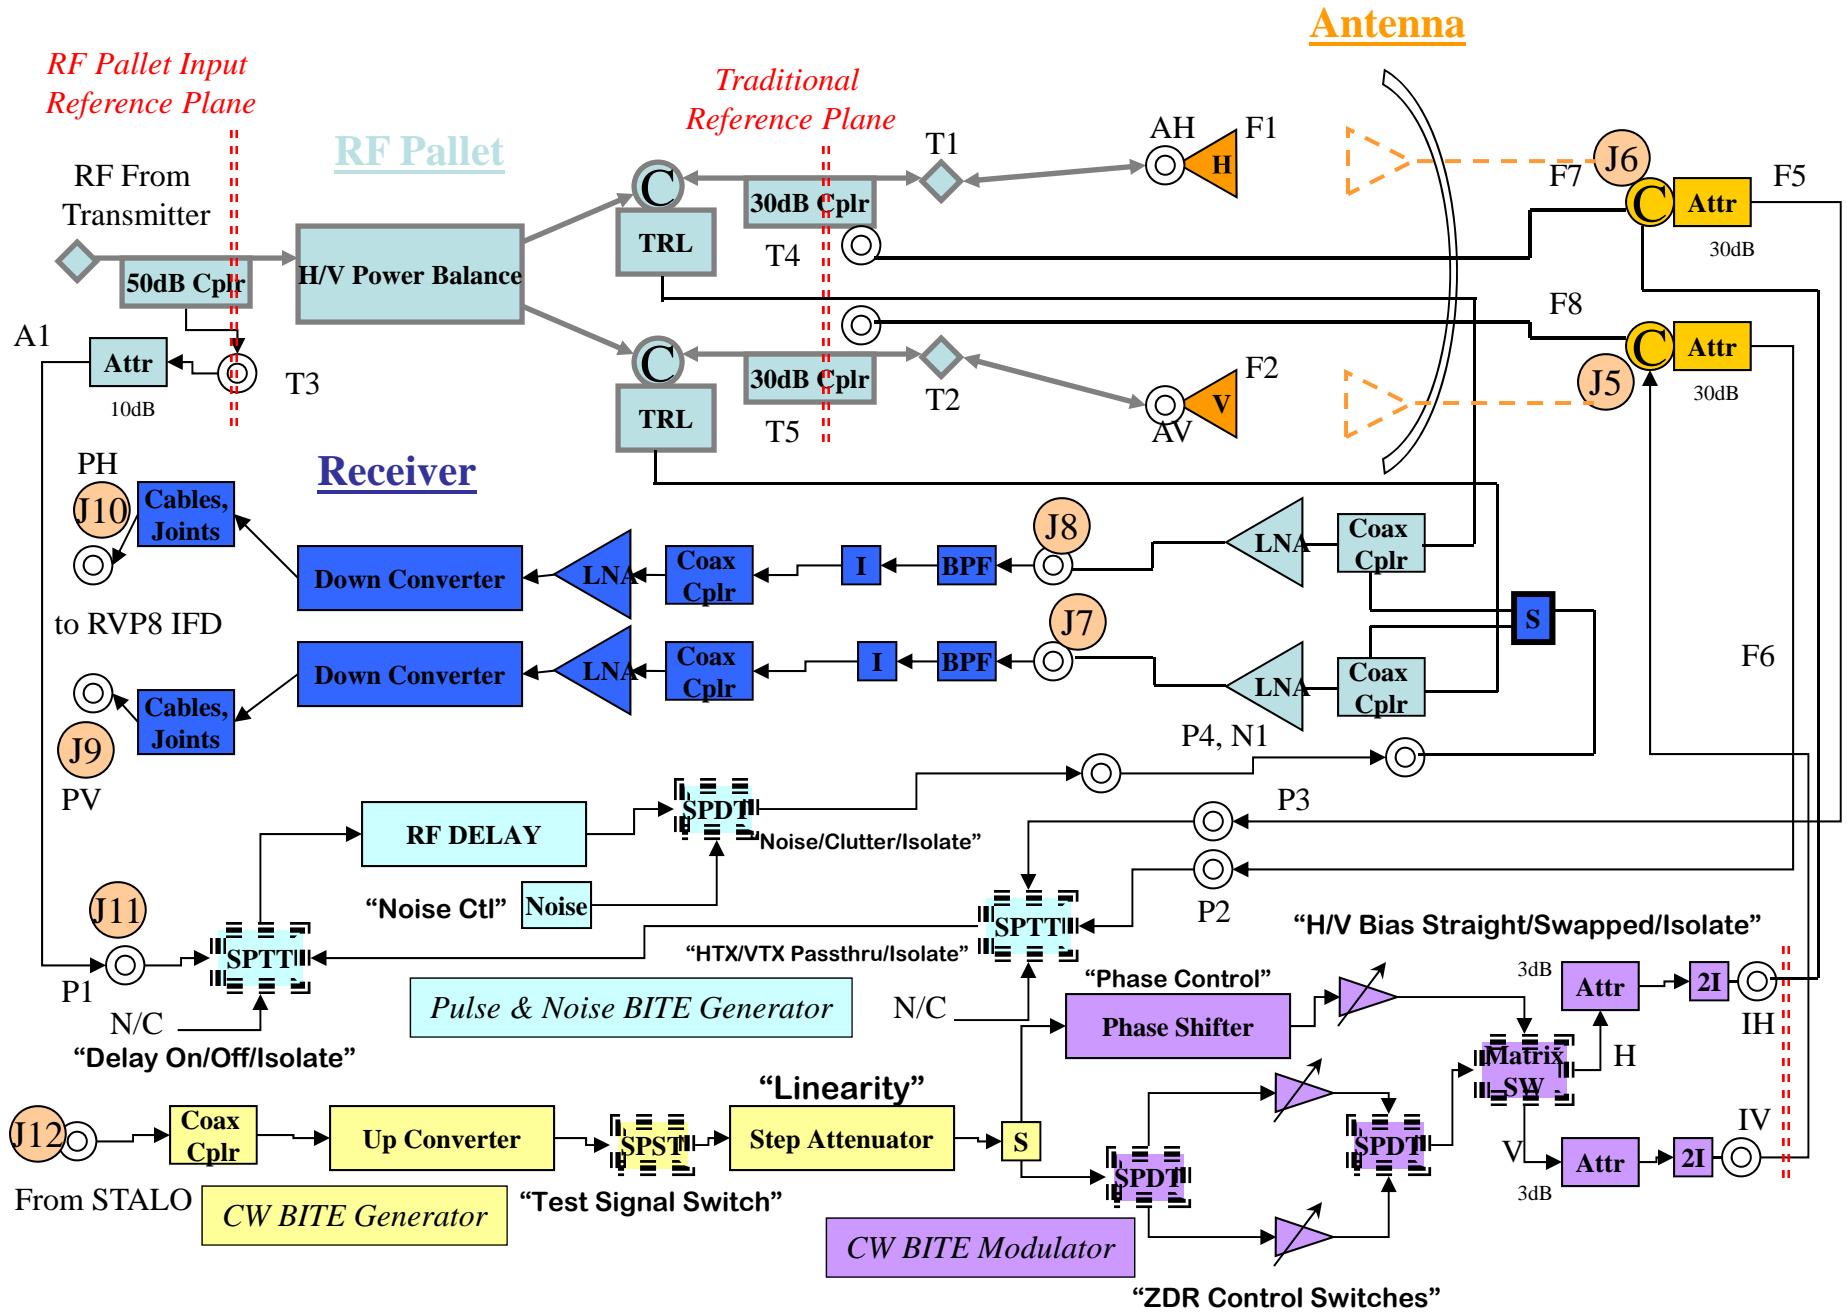 Antenna
RF Pallet Input
Reference Plane
Traditional
Reference Plane
RF Pallet
RF From
Transmitter
T1
AH
F1
H
J6
F7
C
Attr
F5
30dB
C
TRL
30dB Cplr
T4
50dB Cplr
H/V Power Balance
F8
A1
Attr
10dB
T3
C
TRL
30dB Cplr
T5
T2
F2
V
AV
C
Attr
J5
30dB
PH
Receiver
J10
Cables,
Joints
Down Converter
LNA
Coax
Cplr
I
BPF
J8
LNA
Coax
Cplr
to RVP8 IFD
S
J7
Cables,
Joints
Down Converter
LNA
Coax
Cplr
I
BPF
LNA
Coax
Cplr
F6
J9
PV
P4, N1
SPDT
RF DELAY
"Noise/Clutter/Isolate"
P3
"Noise Ctl"
Noise
P2
J11
SPTT
SPTT
"HTX/VTX Passthru/Isolate"
"H/V Bias Straight/Swapped/Isolate"
P1
N/C
"Delay On/Off/Isolate"
Pulse & Noise BITE Generator
N/C
"Phase Control"
Phase Shifter
3dB
Attr
2I
IH
Matrix
SW
H
"Linearity"
J12
Coax
Cplr
Up Converter
SPST
Step Attenuator
S
SPDT
SPDT
V
Attr
2I
IV
3dB
From STALO
CW BITE Generator
"Test Signal Switch"
CW BITE Modulator
"ZDR Control Switches"